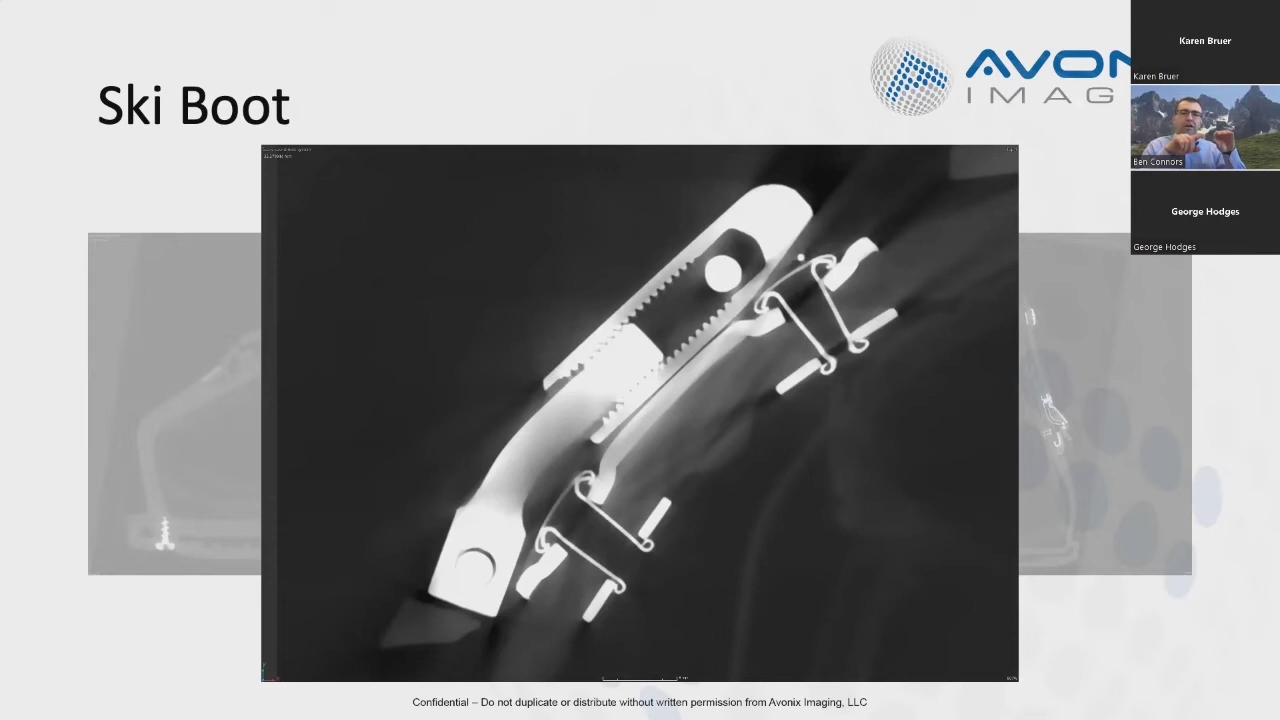 Ski Boot
AVON
IMAG
Karen Bruer
Karen Bruer
Ben Connors
George Hodges
George Hodges
Confidential – Do not duplicate or distribute without written permission from Avonix Imaging, LLC